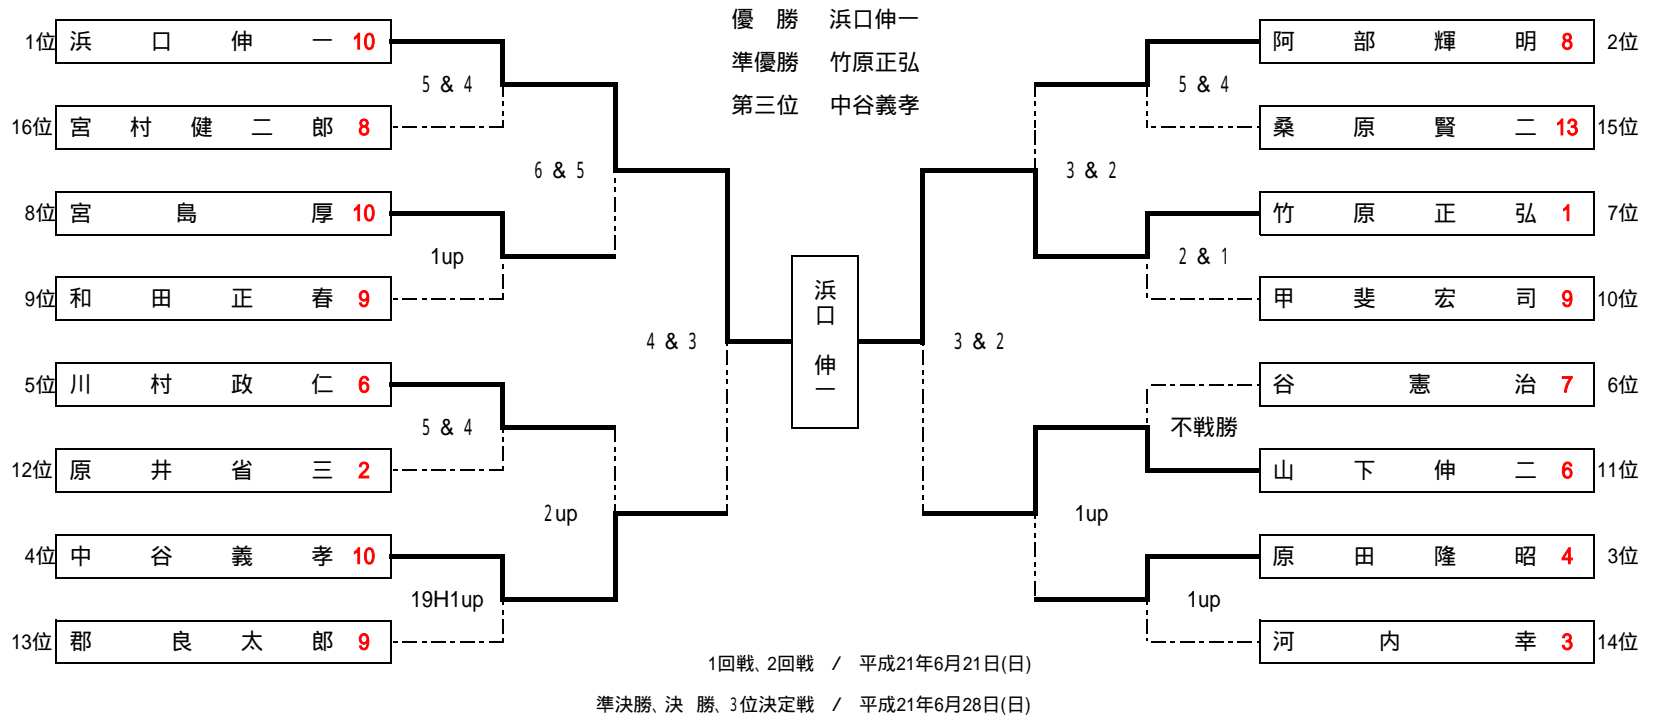 優 勝 浜口伸一
準優勝 竹原正弘
第三位 中谷義孝
1位 浜口伸一 10
5 & 4
16位 宮村健二郎 8
6 & 5
8位 宮島厚 10
1up
9位 和田正春 9
4 & 3
5位 川村政仁 6
5 & 4
12位 原井省三 2
2up
4位 中谷義孝 10
19H1up
13位 郡良太郎 9
浜口 伸一
阿部輝明 8 2位
5 & 4
桑原賢二 13 15位
3 & 2
竹原正弘 1 7位
2 & 1
甲斐宏司 9 10位
3 & 2
谷憲治 7 6位
不戦勝
山下伸二 6 11位
1up
原田隆昭 4 3位
1up
河内幸 3 14位
1回戦、2回戦 / 平成21年6月21日(日)
準決勝、決 勝、3位決定戦 / 平成21年6月28日(日)